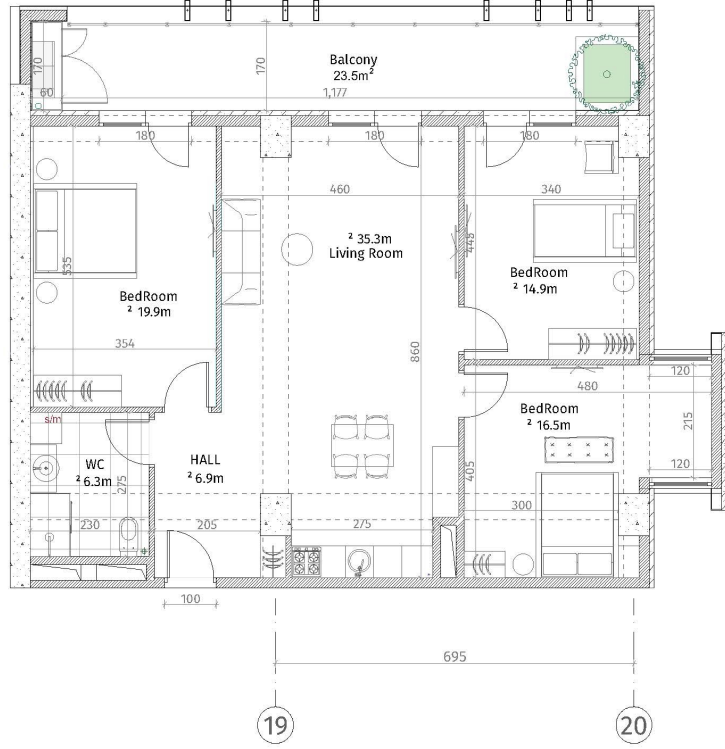 170
60
170
Balcony
23.5m²
1,177
180
180
180
460
340
² 35.3m
Living Room
448
535
BedRoom
² 14.9m
BedRoom
² 19.9m
354
860
120
480
BedRoom
² 16.5m
215
s/m
WC
² 6.3m
275
HALL
² 6.9m
405
120
300
230
205
275
100
695
19
20